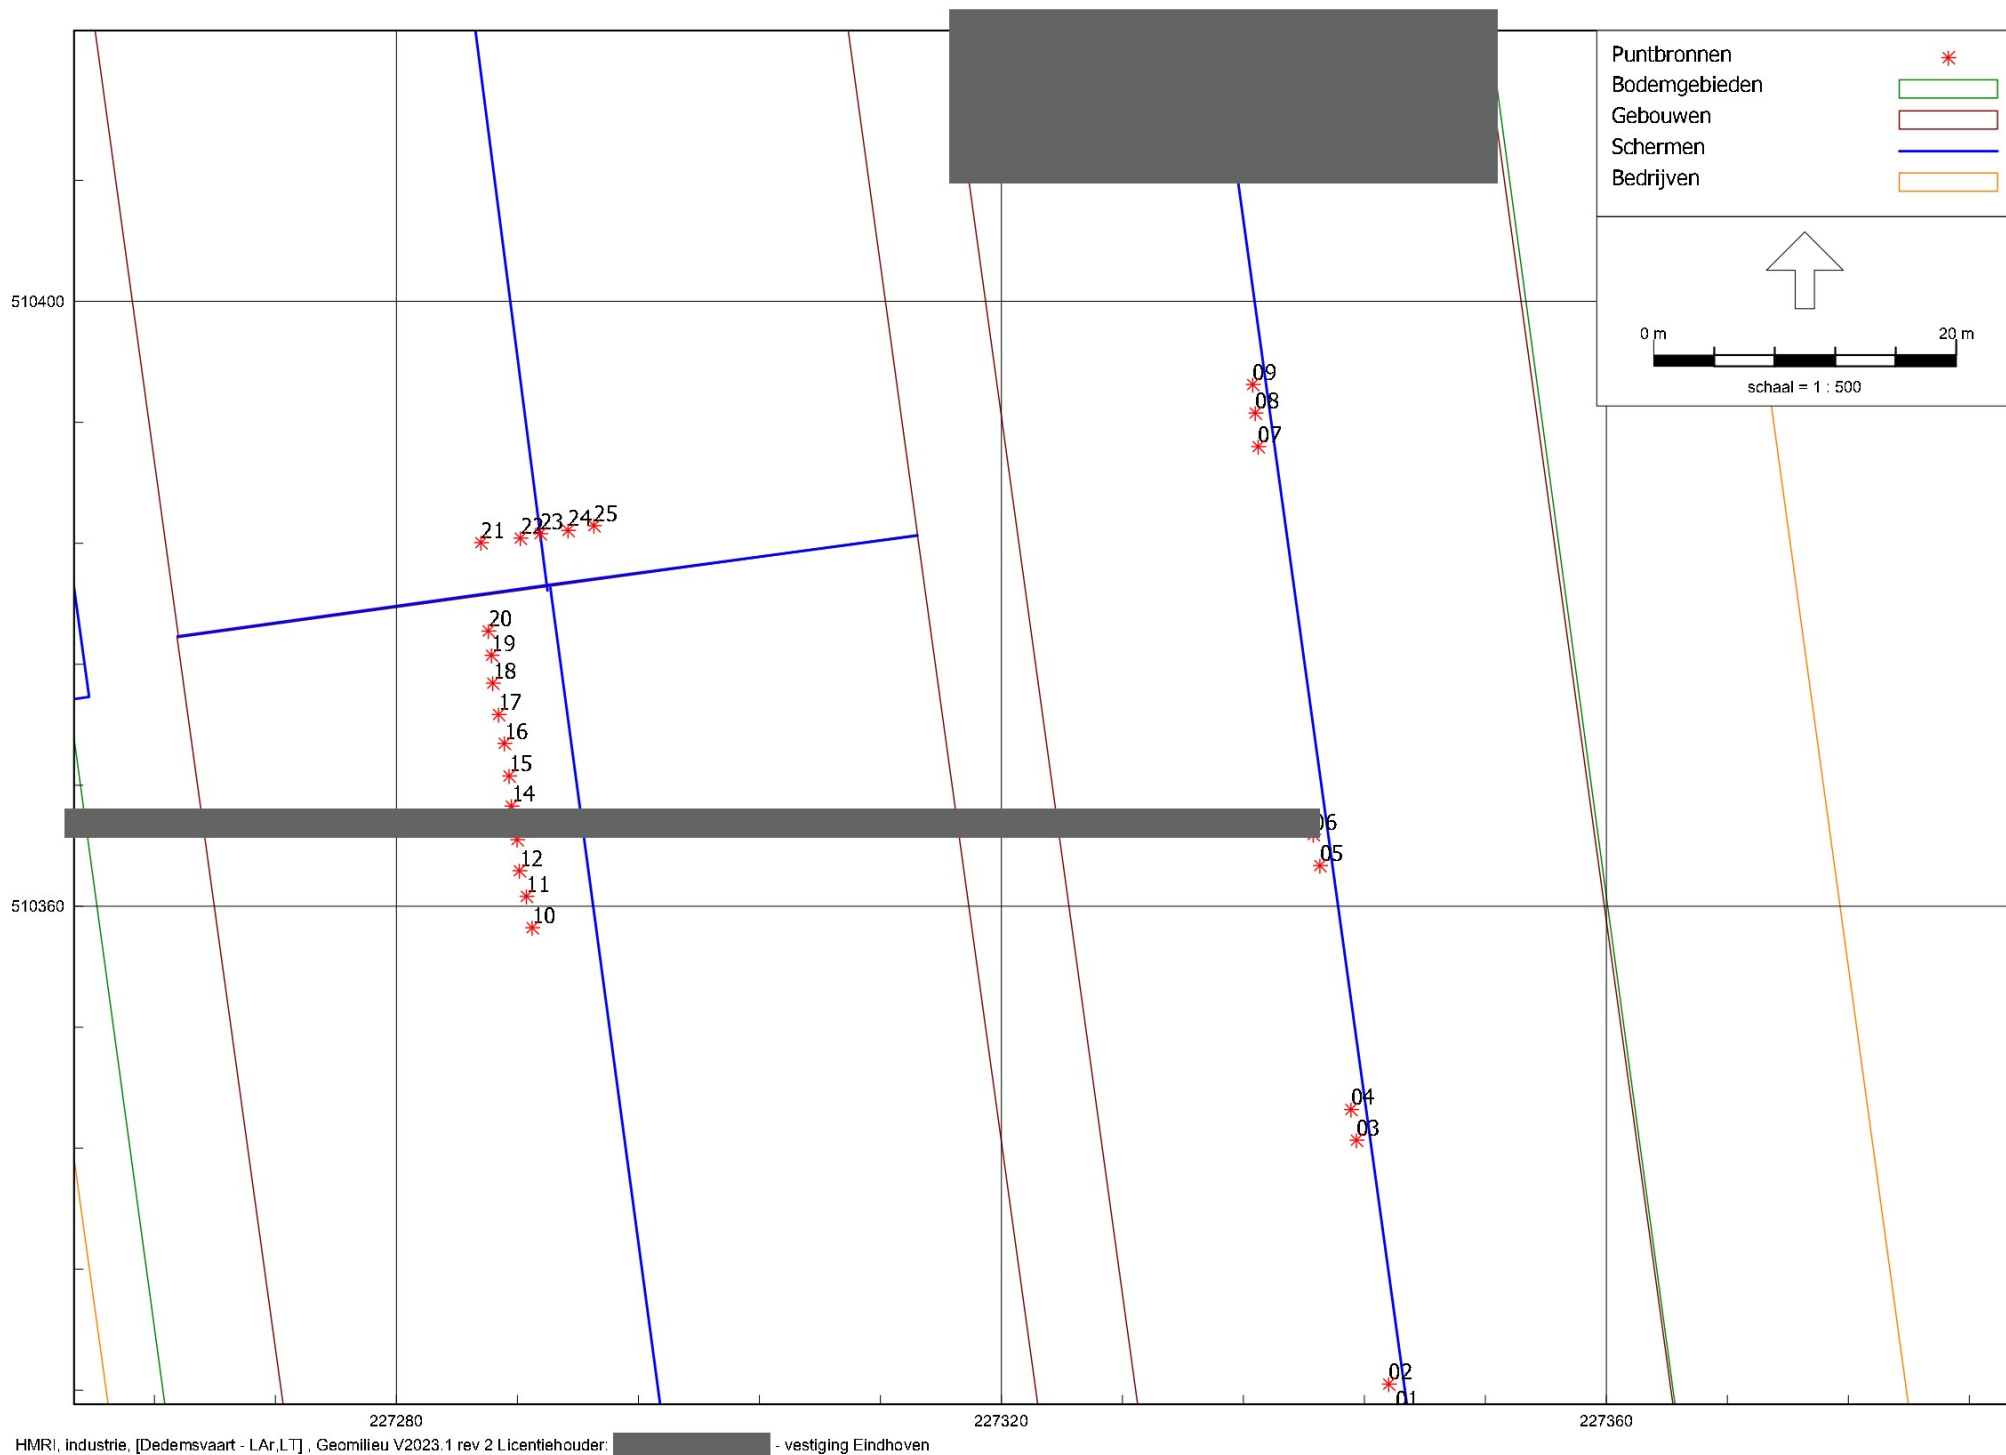 Puntbronnen
Bodemgebieden
Gebouwen
Schermen
Bedrijven
0 m 20 m
schaal = 1 : 500
510400
09
08
07
21 22 23 24 25
20
19
18
17
16
15
14
06
05
12
11
10
510360
04
03
02
01
227280 227320 227360
HMRI, industrie, [Dedemsvaart - LAr,LT] , Geomilieu V2023.1 rev 2 Licentiehouder: - vestiging Eindhoven